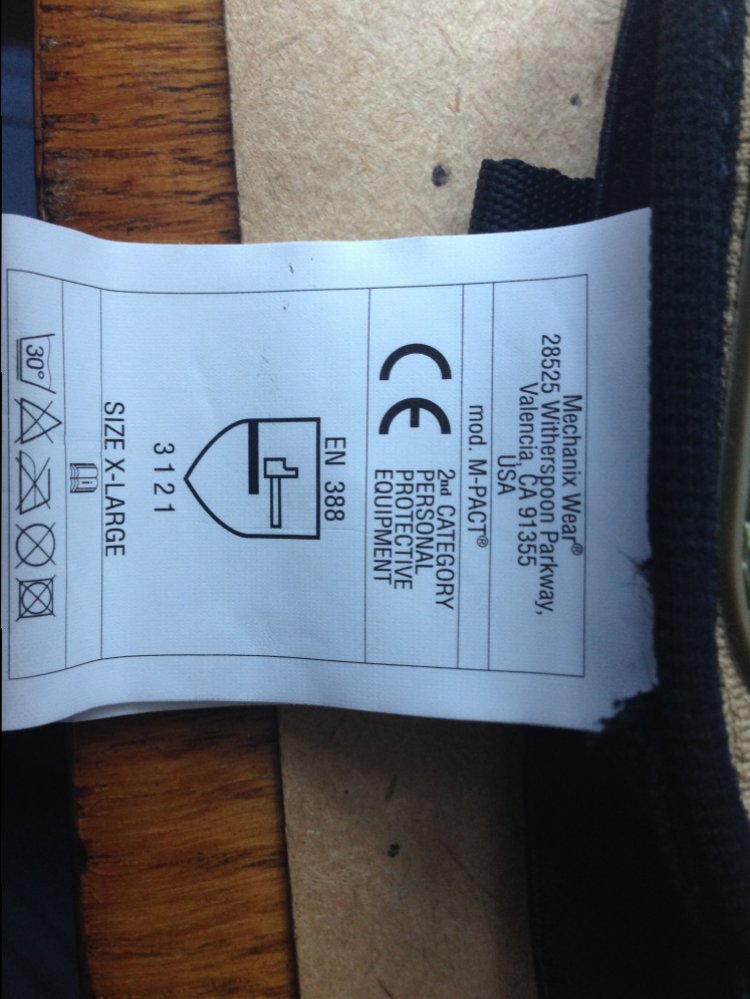 Mechanix Wear®
28525 Witherspoon Parkway,
Valencia, CA 91355
USA
mod. M-PACT®
CE
2nd CATEGORY
PERSONAL
PROTECTIVE
EQUIPMENT
EN 388
3 1 2 1
SIZE X-LARGE
30°